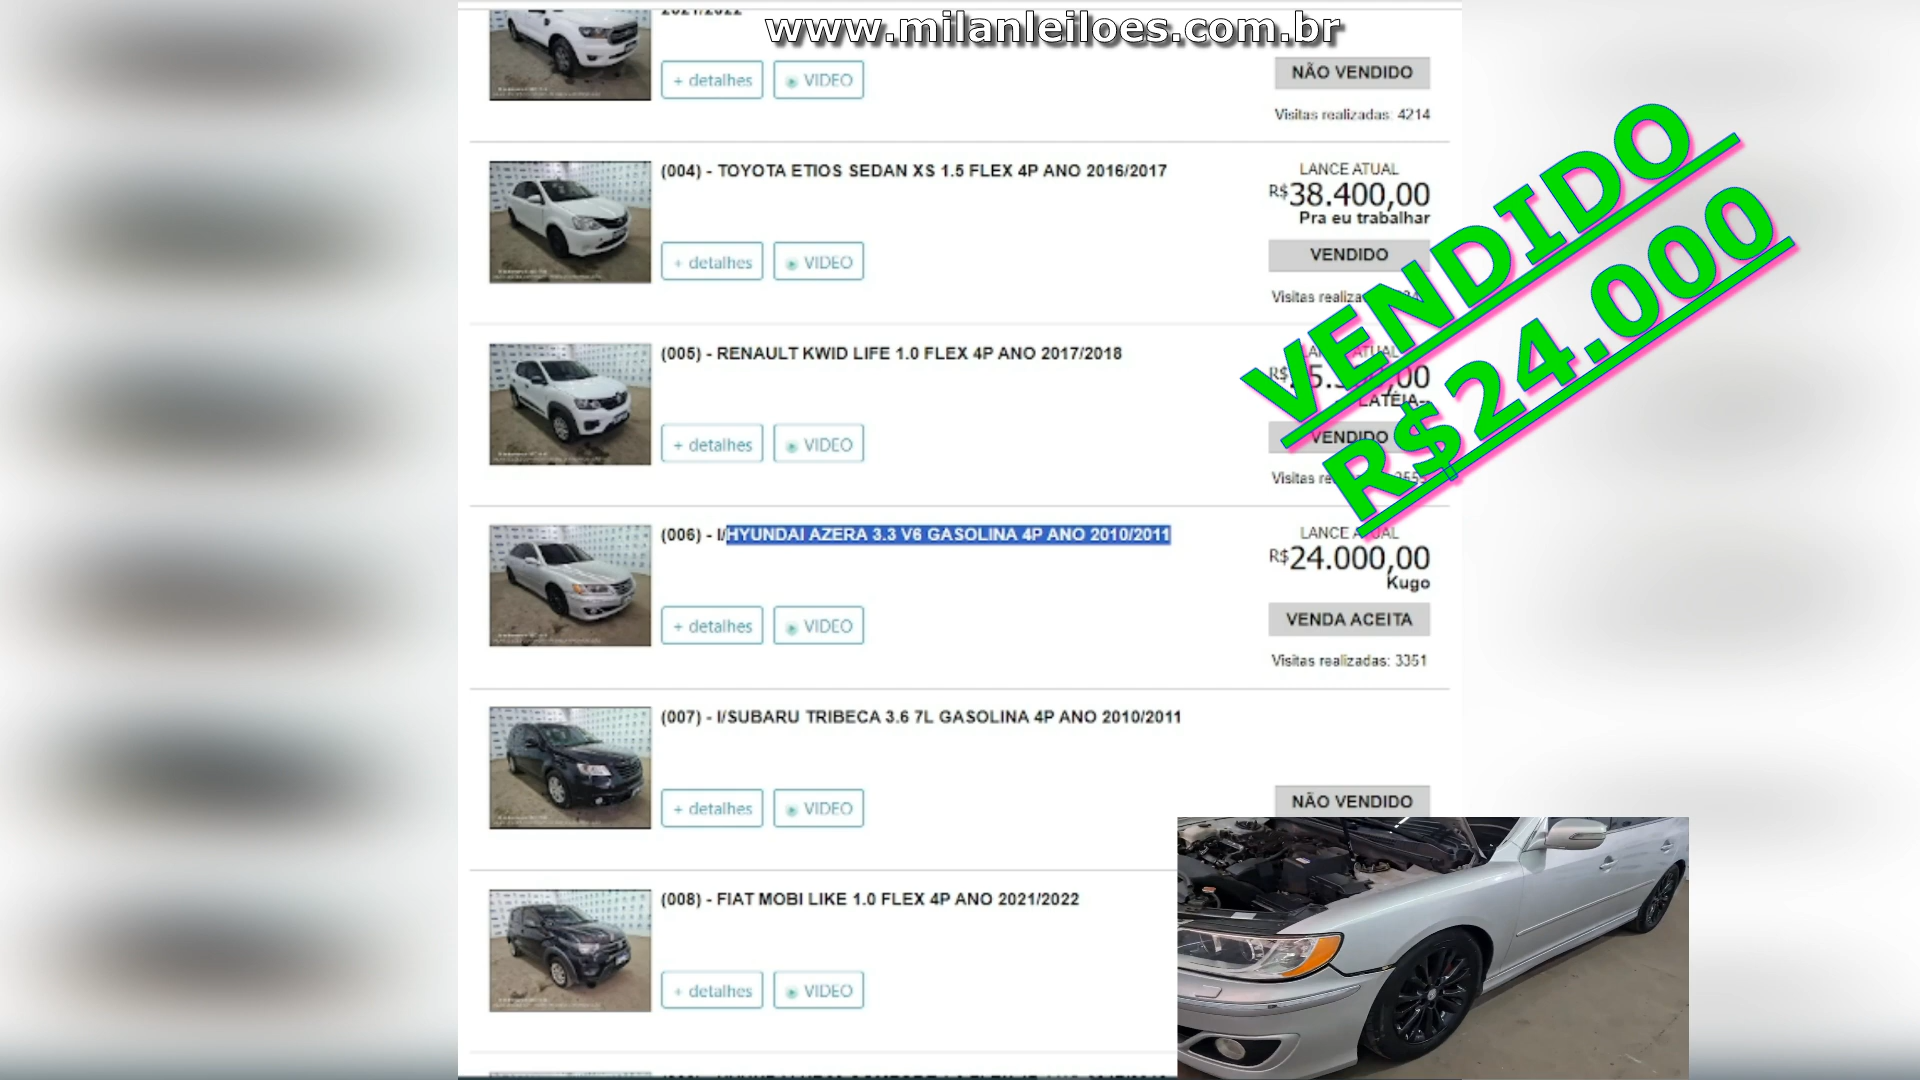 www.milanleiloes.com.br
2021/2022
+ detalhes
VIDEO
NÃO VENDIDO
Visitas realizadas: 4214
(004) - TOYOTA ETIOS SEDAN XS 1.5 FLEX 4P ANO 2016/2017
LANCE ATUAL
R$38.400,00
Pra eu trabalhar
+ detalhes
VIDEO
VENDIDO
VENDIDO
R$24.000
(005) - RENAULT KWID LIFE 1.0 FLEX 4P ANO 2017/2018
+ detalhes
VIDEO
VENDIDO
(006) - I/HYUNDAI AZERA 3.3 V6 GASOLINA 4P ANO 2010/2011
LANCE ATUAL
R$24.000,00
Kugo
+ detalhes
VIDEO
VENDA ACEITA
Visitas realizadas: 3351
(007) - I/SUBARU TRIBECA 3.6 7L GASOLINA 4P ANO 2010/2011
+ detalhes
VIDEO
NÃO VENDIDO
(008) - FIAT MOBI LIKE 1.0 FLEX 4P ANO 2021/2022
+ detalhes
VIDEO